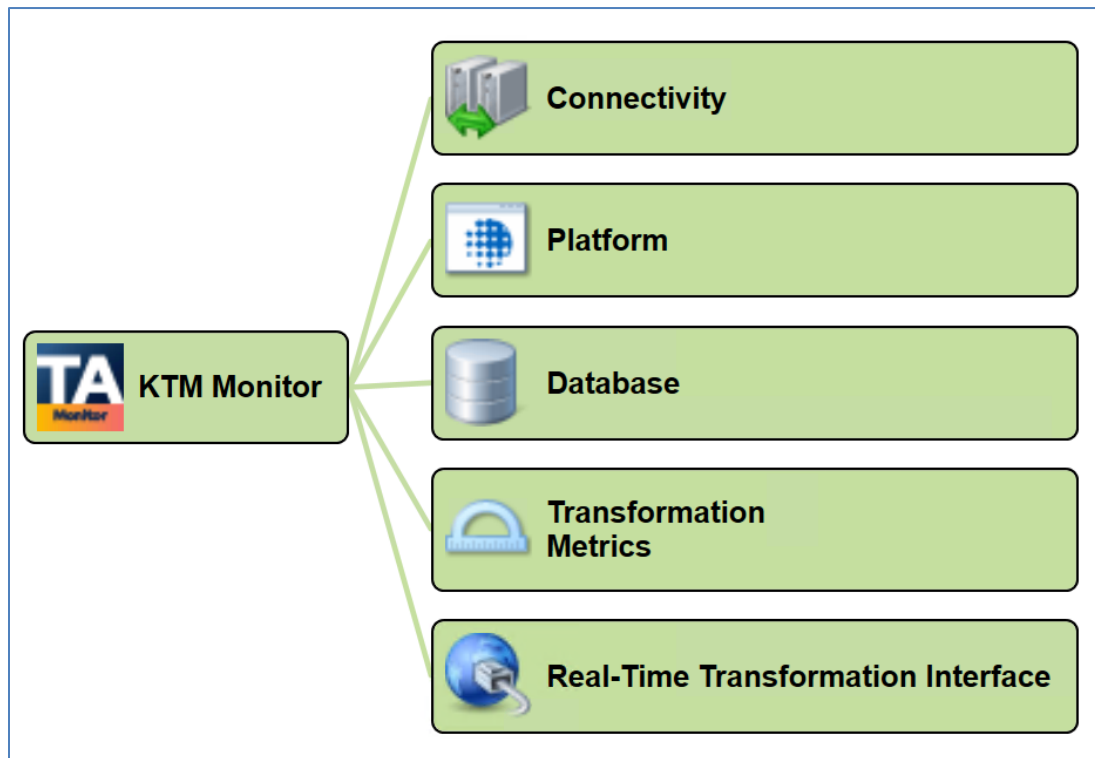 Connectivity
Platform
TA
Monitor
KTM Monitor
Database
Transformation
Metrics
Real-Time Transformation Interface